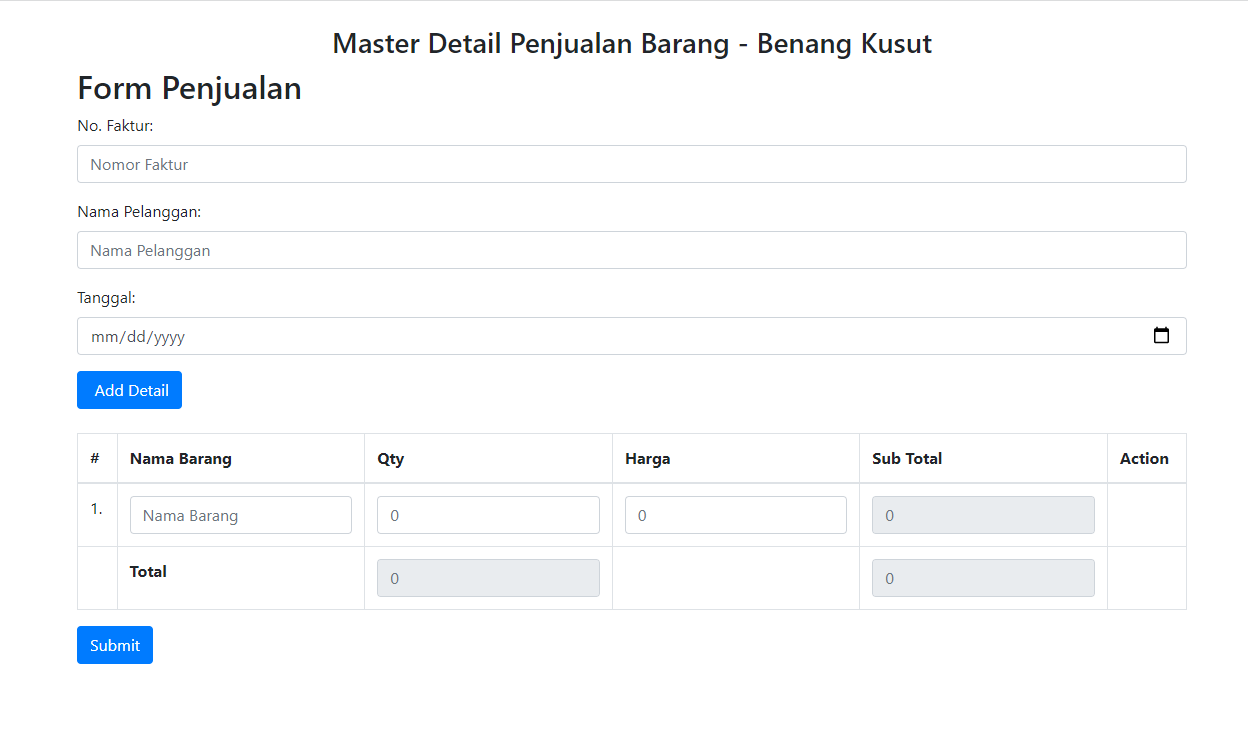 Master Detail Penjualan Barang - Benang Kusut
Form Penjualan
No. Faktur:
Nomor Faktur
Nama Pelanggan:
Nama Pelanggan
Tanggal:
mm/dd/yyyy
Add Detail
# Nama Barang Qty Harga Sub Total Action
1. Nama Barang 0 0 0
Total 0 0
Submit